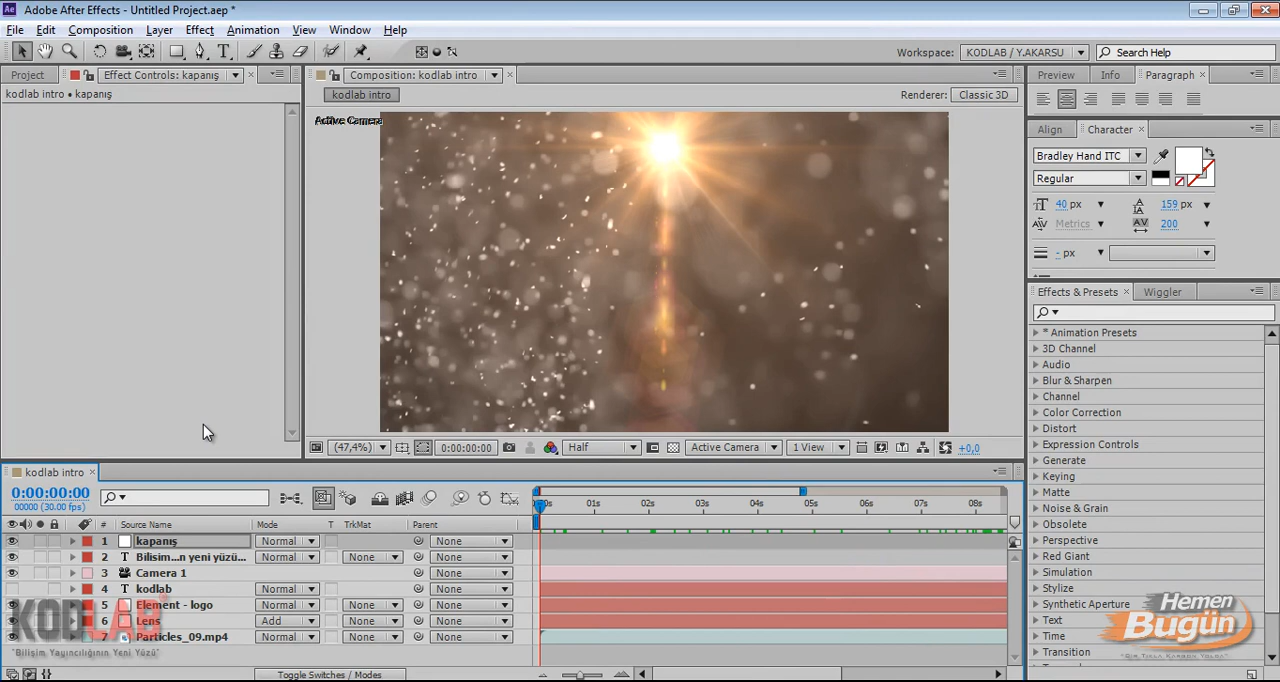 Adobe After Effects - Untitled Project.aep *
File Edit Composition Layer Effect Animation View Window Help
Workspace: KODLAB / Y.AKARSU Search Help
Project Effect Controls: kapanış Composition: kodlab intro Preview Info Paragraph
kodlab intro • kapanış kodlab intro Renderer: Classic 3D
Active Camera
Align Character
Bradley Hand ITC
Regular
40 px 159 px
Metrics 200
- px
Effects & Presets Wiggler
* Animation Presets
3D Channel
Audio
Blur & Sharpen
Channel
Color Correction
Distort
Expression Controls
Generate
Keying
Matte
Noise & Grain
Obsolete
Perspective
Red Giant
Simulation
Stylize
Synthetic Aperture
Text
Time
Transition
(47,4%) 0:00:00:00 Half Active Camera 1 View +0,0
kodlab intro
0:00:00:00
00000 (30.00 fps)
00s 01s 02s 03s 04s 05s 06s 07s 08s
# Source Name Mode T TrkMat Parent
1 kapanış Normal None
2 T Bilisim...n yeni yüzü... Normal None None
3 Camera 1 None
4 T kodlab Normal None
5 Element - logo Normal None None
6 Lens Add None None
7 Particles_09.mp4 Normal None None
KODLAB
"Bilişim Yayıncılığının Yeni Yüzü"
Hemen
Bugün
Toggle Switches / Modes